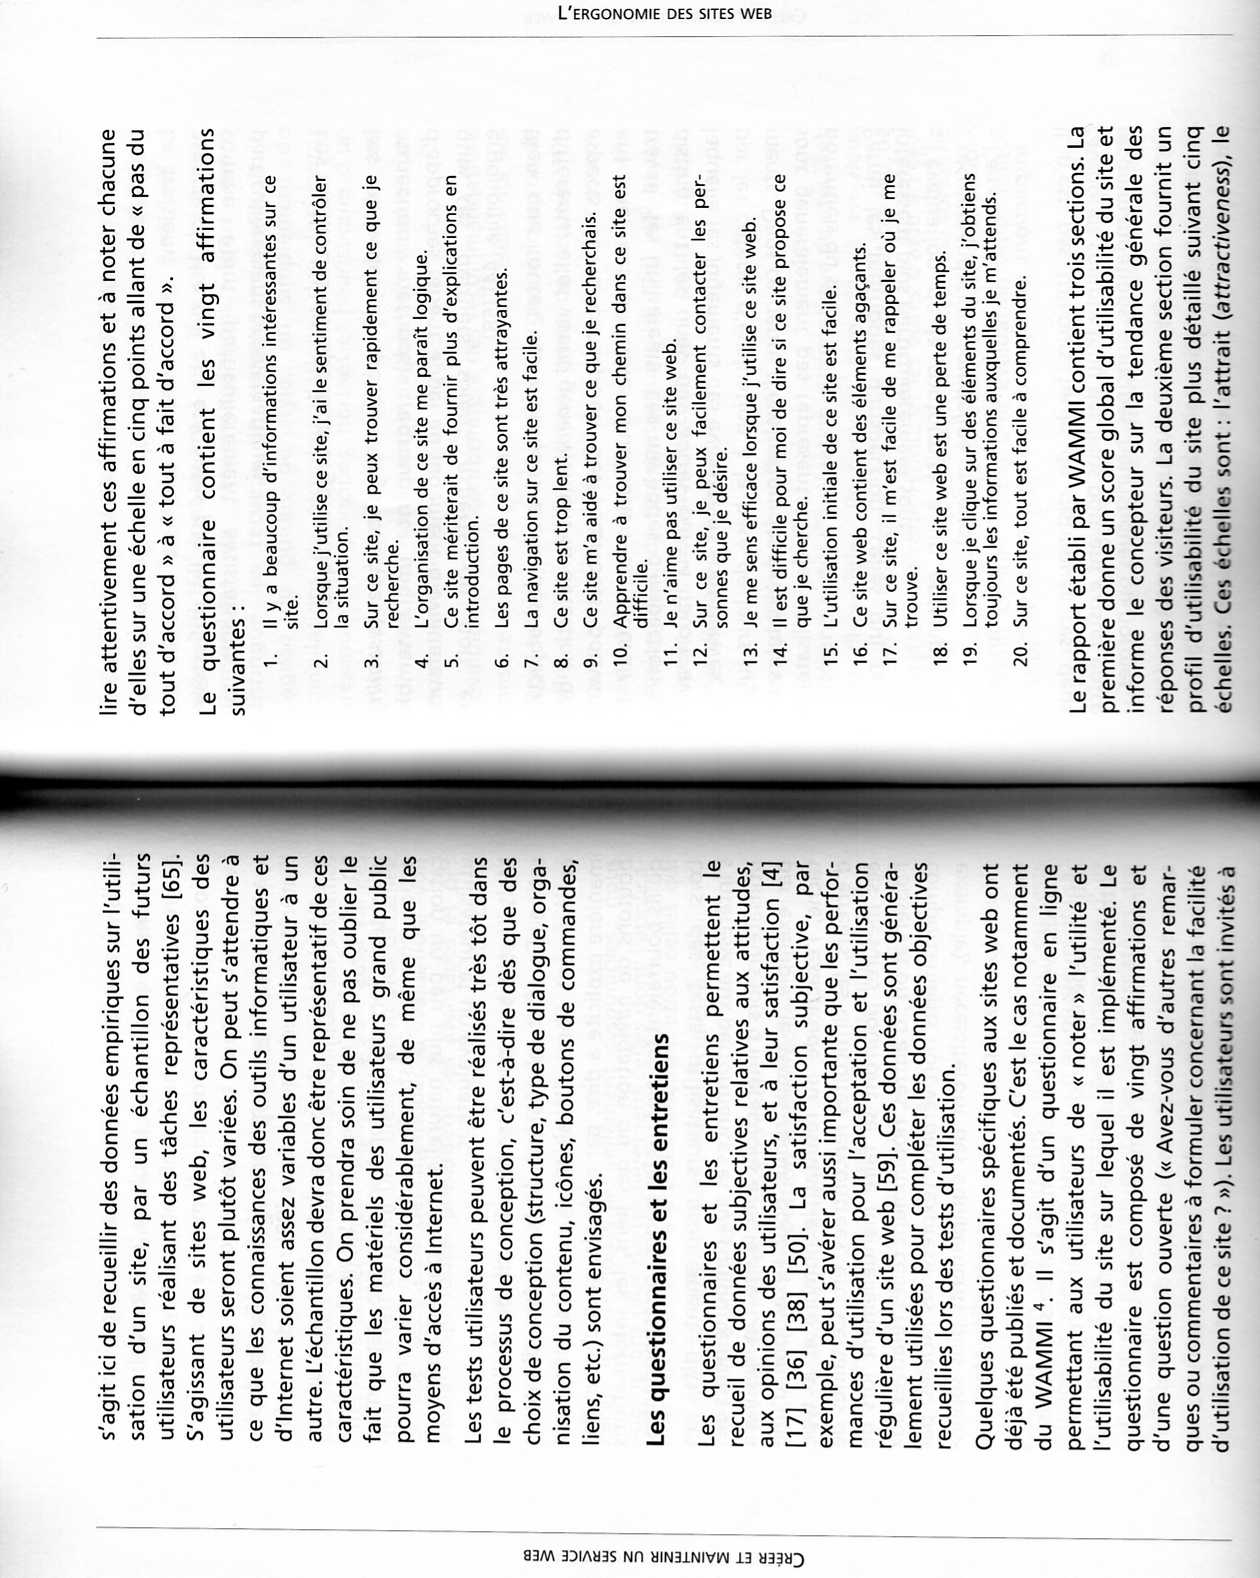 CRÉER ET MAINTENIR UN SERVICE WEB
s'agit ici de recueillir des données empiriques sur l'utili-
sation d'un site, par un échantillon des futurs
utilisateurs réalisant des tâches représentatives [65].
S'agissant de sites web, les caractéristiques des
utilisateurs seront plutôt variées. On peut s'attendre à
ce que les connaissances des outils informatiques et
d'Internet soient assez variables d'un utilisateur à un
autre. L'échantillon devra donc être représentatif de ces
caractéristiques. On prendra soin de ne pas oublier le
fait que les matériels des utilisateurs grand public
pourra varier considérablement, de même que les
moyens d'accès à Internet.
Les tests utilisateurs peuvent être réalisés très tôt dans
le processus de conception, c'est-à-dire dès que des
choix de conception (structure, type de dialogue, orga-
nisation du contenu, icônes, boutons de commandes,
liens, etc.) sont envisagés.
Les questionnaires et les entretiens
Les questionnaires et les entretiens permettent le
recueil de données subjectives relatives aux attitudes,
aux opinions des utilisateurs, et à leur satisfaction [4]
[17] [36] [38] [50]. La satisfaction subjective, par
exemple, peut s'avérer aussi importante que les perfor-
mances d'utilisation pour l'acceptation et l'utilisation
régulière d'un site web [59]. Ces données sont généra-
lement utilisées pour compléter les données objectives
recueillies lors des tests d'utilisation.
Quelques questionnaires spécifiques aux sites web ont
déjà été publiés et documentés. C'est le cas notamment
du WAMMI 4. Il s'agit d'un questionnaire en ligne
permettant aux utilisateurs de « noter » l'utilité et
l'utilisabilité du site sur lequel il est implémenté. Le
questionnaire est composé de vingt affirmations et
d'une question ouverte (« Avez-vous d'autres remar-
ques ou commentaires à formuler concernant la facilité
d'utilisation de ce site ? »). Les utilisateurs sont invités à
L'ERGONOMIE DES SITES WEB
lire attentivement ces affirmations et à noter chacune
d'elles sur une échelle en cinq points allant de « pas du
tout d'accord » à « tout à fait d'accord ».
Le questionnaire contient les vingt affirmations
suivantes :
1. Il y a beaucoup d'informations intéressantes sur ce
site.
2. Lorsque j'utilise ce site, j'ai le sentiment de contrôler
la situation.
3. Sur ce site, je peux trouver rapidement ce que je
recherche.
4. L'organisation de ce site me paraît logique.
5. Ce site mériterait de fournir plus d'explications en
introduction.
6. Les pages de ce site sont très attrayantes.
7. La navigation sur ce site est facile.
8. Ce site est trop lent.
9. Ce site m'a aidé à trouver ce que je recherchais.
10. Apprendre à trouver mon chemin dans ce site est
difficile.
11. Je n'aime pas utiliser ce site web.
12. Sur ce site, je peux facilement contacter les per-
sonnes que je désire.
13. Je me sens efficace lorsque j'utilise ce site web.
14. Il est difficile pour moi de dire si ce site propose ce
que je cherche.
15. L'utilisation initiale de ce site est facile.
16. Ce site web contient des éléments agaçants.
17. Sur ce site, il m'est facile de me rappeler où je me
trouve.
18. Utiliser ce site web est une perte de temps.
19. Lorsque je clique sur des éléments du site, j'obtiens
toujours les informations auxquelles je m'attends.
20. Sur ce site, tout est facile à comprendre.
Le rapport établi par WAMMI contient trois sections. La
première donne un score global d'utilisabilité du site et
informe le concepteur sur la tendance générale des
réponses des visiteurs. La deuxième section fournit un
profil d'utilisabilité du site plus détaillé suivant cinq
échelles. Ces échelles sont : l'attrait (attractiveness), le